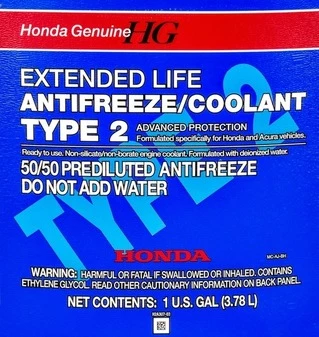 Honda Genuine HG
EXTENDED LIFE
ANTIFREEZE/COOLANT
TYPE 2 ADVANCED PROTECTION
Formulated specifically for Honda and Acura vehicles.
Ready to use. Non-silicate/non-borate engine coolant. Formulated with deionized water.
50/50 PREDILUTED ANTIFREEZE
DO NOT ADD WATER
TYPE 2
HONDA
MC-AJ-BH
WARNING: HARMFUL OR FATAL IF SWALLOWED OR INHALED. CONTAINS
ETHYLENE GLYCOL. READ OTHER CAUTIONARY INFORMATION ON BACK PANEL.
NET CONTENTS: 1 U.S. GAL (3.78 L)